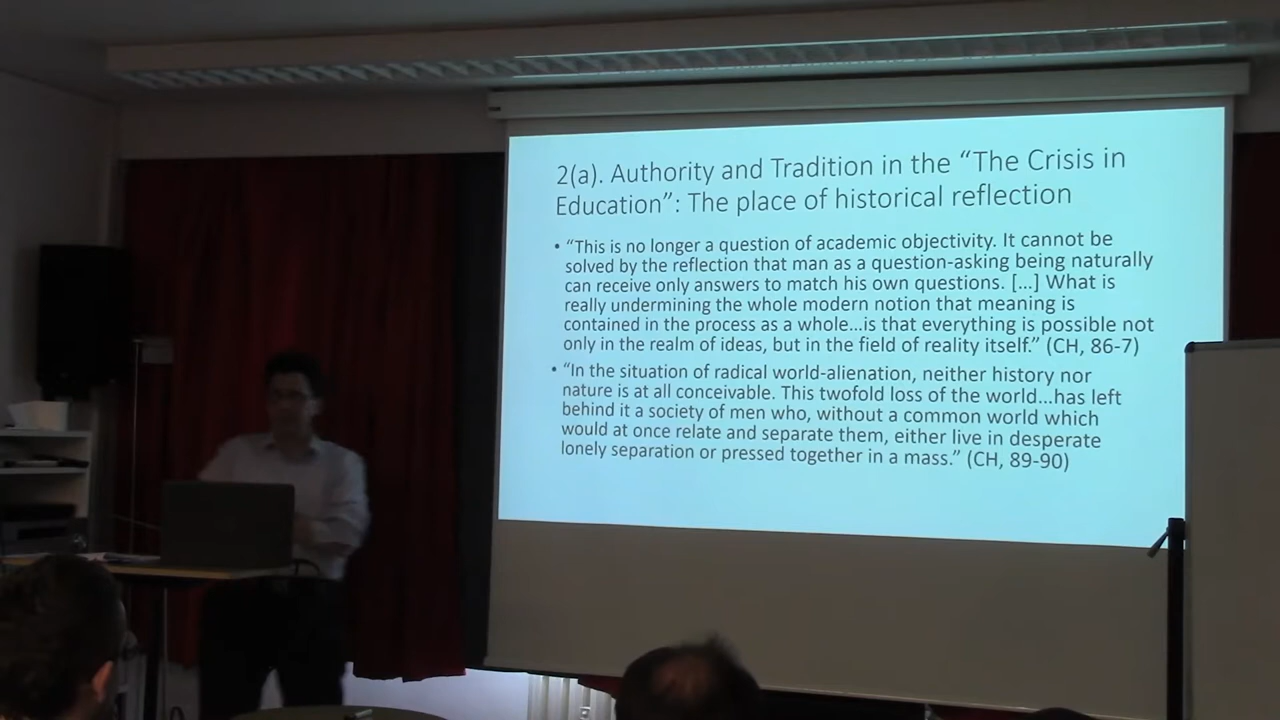 2(a). Authority and Tradition in the “The Crisis in
Education”: The place of historical reflection
• “This is no longer a question of academic objectivity. It cannot be
solved by the reflection that man as a question-asking being naturally
can receive only answers to match his own questions. [...] What is
really undermining the whole modern notion that meaning is
contained in the process as a whole...is that everything is possible not
only in the realm of ideas, but in the field of reality itself.” (CH, 86-7)
• “In the situation of radical world-alienation, neither history nor
nature is at all conceivable. This twofold loss of the world...has left
behind it a society of men who, without a common world which
would at once relate and separate them, either live in desperate
lonely separation or pressed together in a mass.” (CH, 89-90)